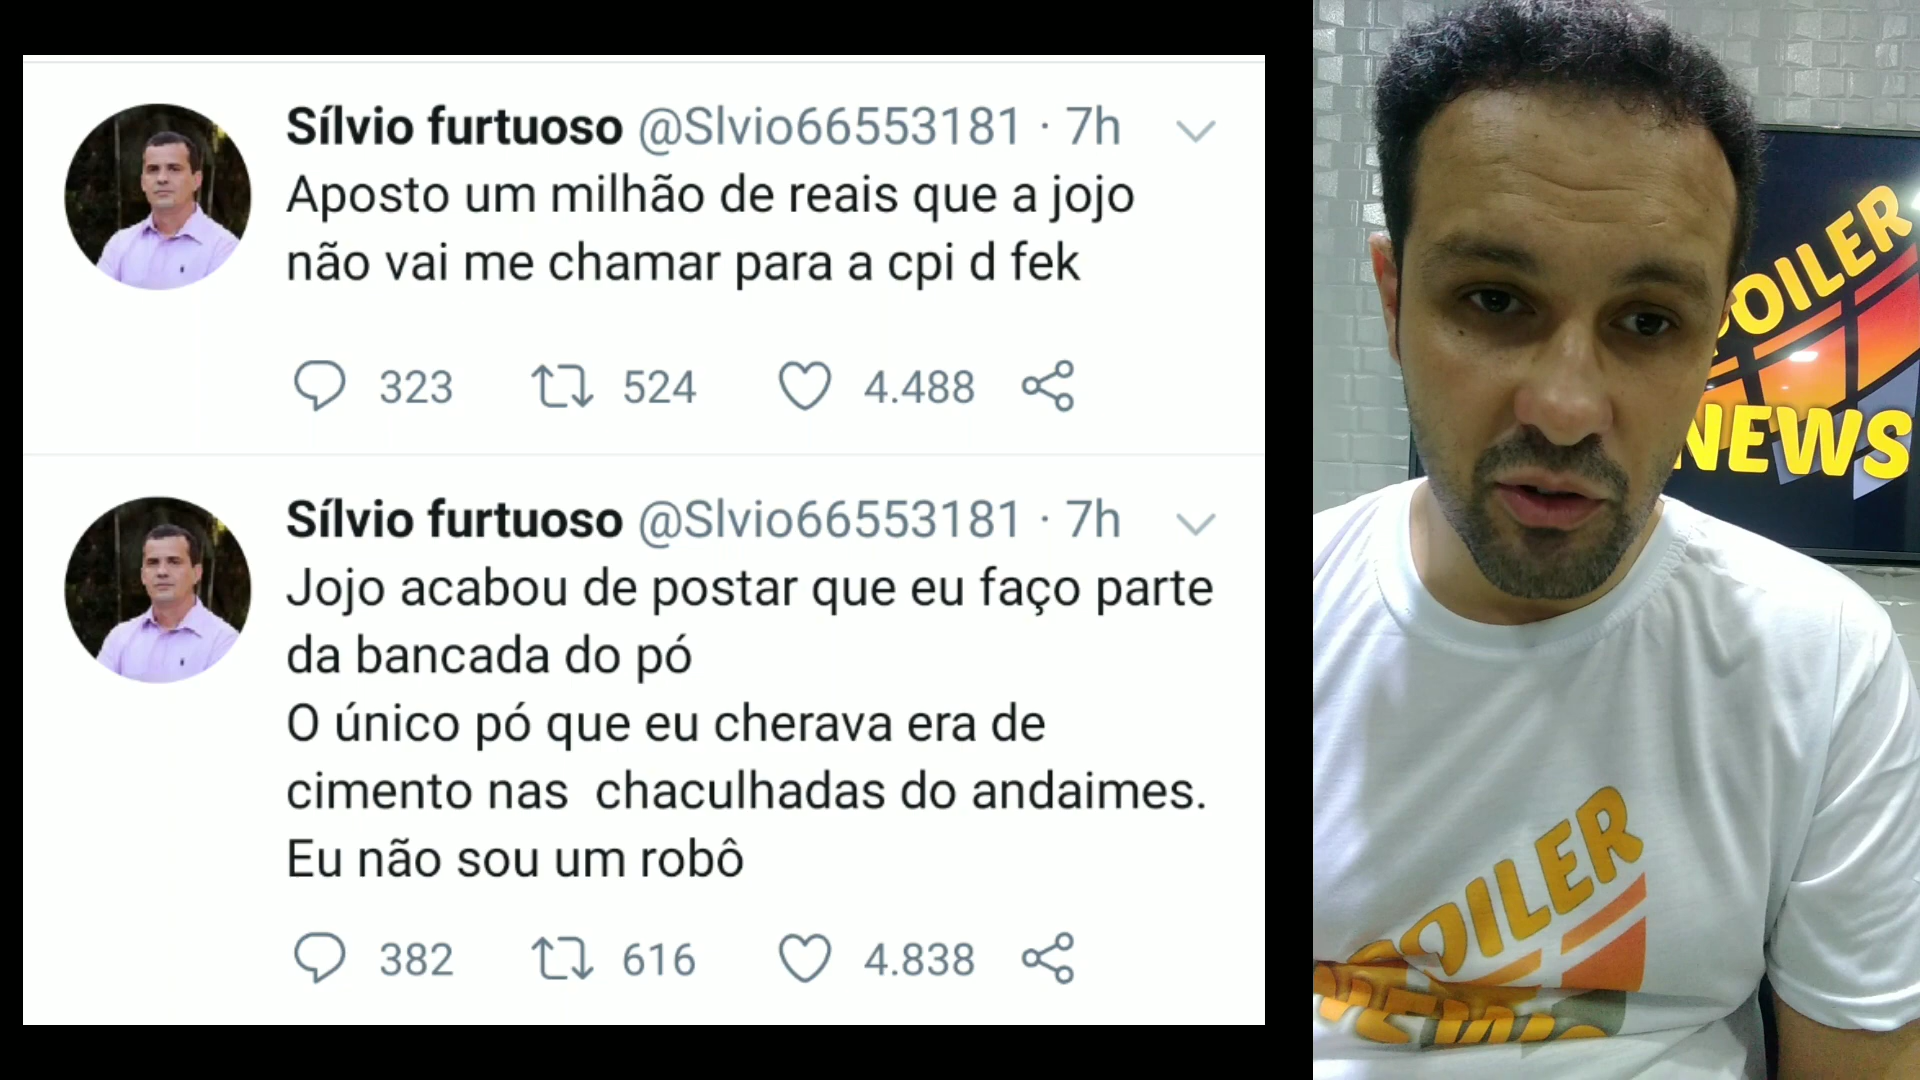 Sílvio furtuoso @Slvio66553181 · 7h
Aposto um milhão de reais que a jojo
não vai me chamar para a cpi d fek
323 524 4.488
Sílvio furtuoso @Slvio66553181 · 7h
Jojo acabou de postar que eu faço parte
da bancada do pó
O único pó que eu cherava era de
cimento nas  chaculhadas do andaimes.
Eu não sou um robô
382 616 4.838
POILER
NEWS
POILER
NEWS